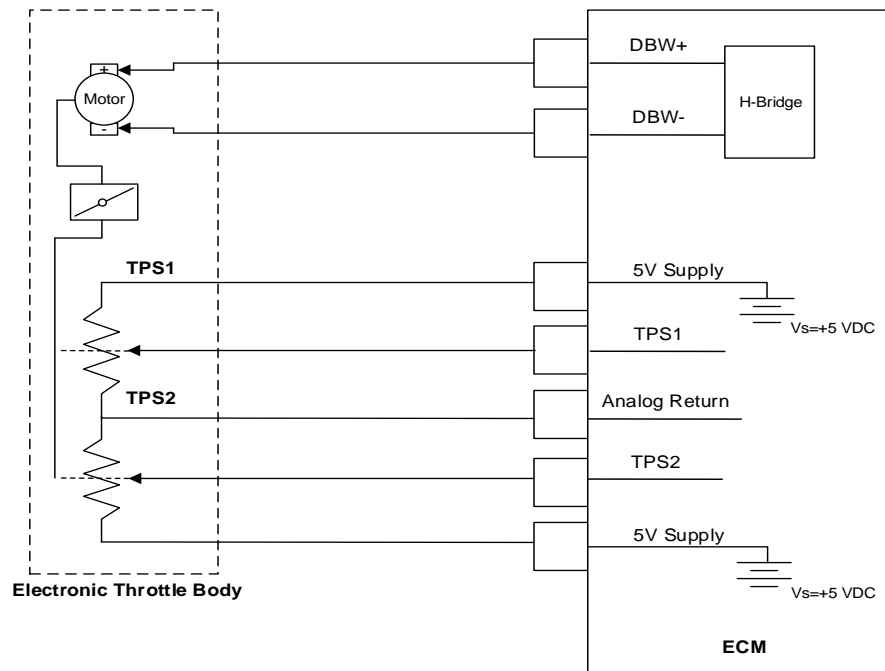 DBW+
+
Motor
H-Bridge
DBW-
-
TPS1
5V Supply
Vs=+5 VDC
TPS1
TPS2
Analog Return
TPS2
5V Supply
Electronic Throttle Body
Vs=+5 VDC
ECM